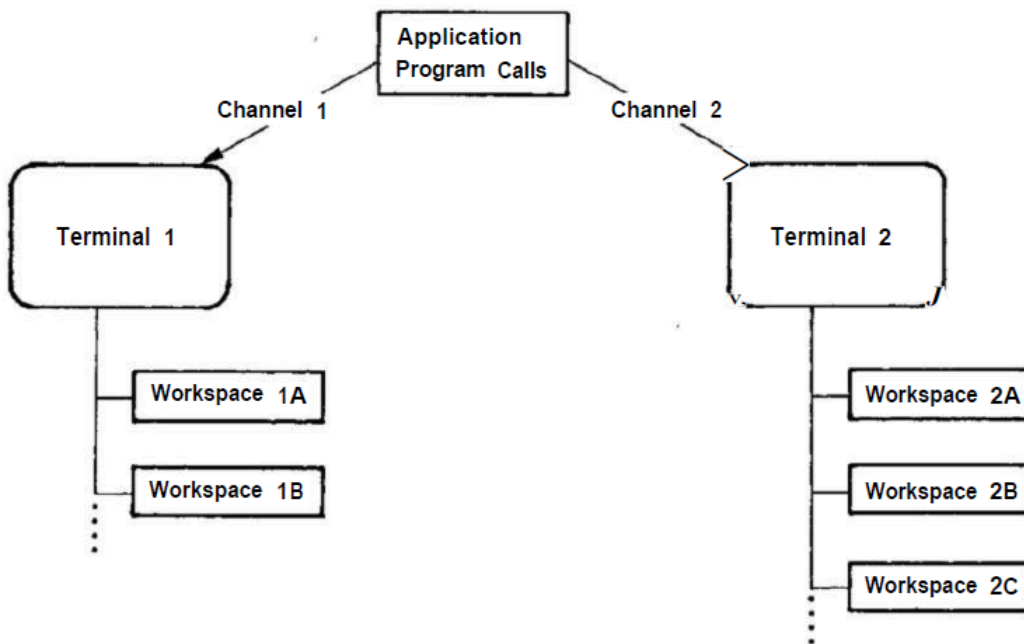 Application
Program Calls
Channel 1
Channel 2
Terminal 1
Terminal 2
Workspace 1A
Workspace 2A
Workspace 1B
Workspace 2B
Workspace 2C